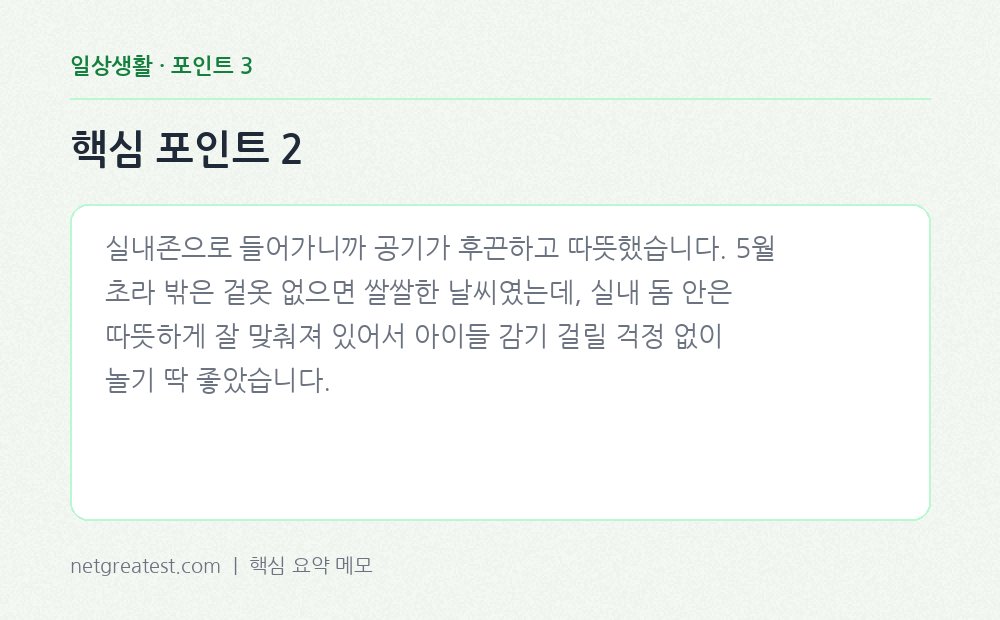 일상생활 · 포인트 3
핵심 포인트 2
실내존으로 들어가니까 공기가 후끈하고 따뜻했습니다. 5월
초라 밖은 겉옷 없으면 쌀쌀한 날씨였는데, 실내 돔 안은
따뜻하게 잘 맞춰져 있어서 아이들 감기 걸릴 걱정 없이
놀기 딱 좋았습니다.
netgreatest.com | 핵심 요약 메모